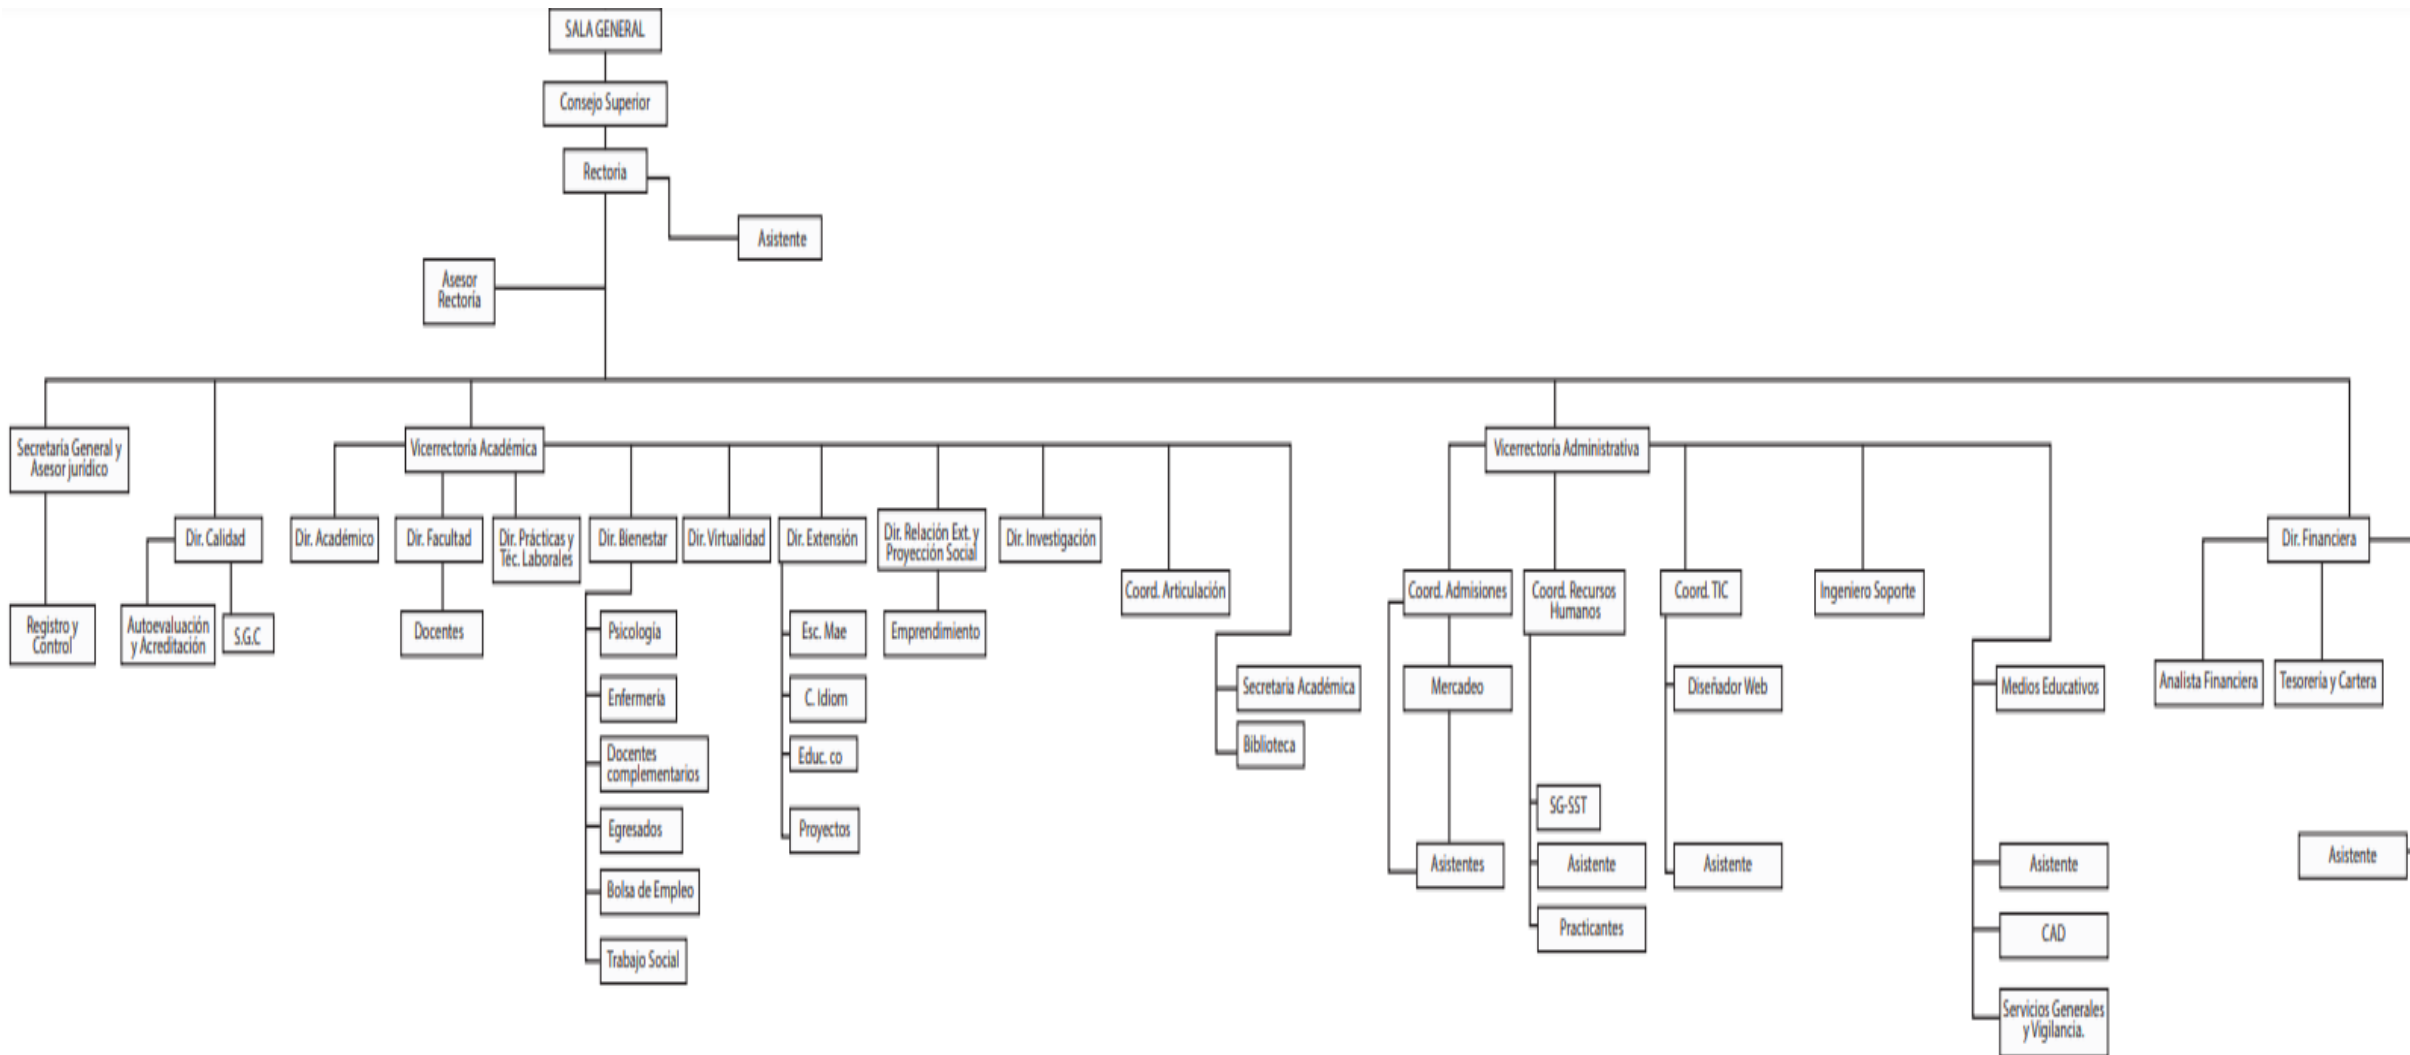 SALA GENERAL
Consejo Superior
Rectoria
Asistente
Asesor
Rectoría
Secretaría General y
Asesor jurídico
Vicerrectoría Académica
Vicerrectoría Administrativa
Dir. Calidad
Dir. Académico
Dir. Facultad
Dir. Prácticas y
Téc. Laborales
Dir. Bienestar
Dir. Virtualidad
Dir. Extensión
Dir. Relación Ext. y
Proyección Social
Dir. Investigación
Dir. Financiera
Coord. Articulación
Coord. Admisiones
Coord. Recursos
Humanos
Coord. TIC
Ingeniero Soporte
Registro y
Control
Autoevaluación
y Acreditación
S.G.C
Docentes
Psicología
Esc. Mae
Emprendimiento
Enfermería
C. Idiom
Secretaria Académica
Mercadeo
Diseñador Web
Medios Educativos
Analista Financiera
Tesorería y Cartera
Docentes
complementarios
Educ. co
Biblioteca
Egresados
Proyectos
SG-SST
Asistentes
Asistente
Asistente
Asistente
Asistente
Bolsa de Empleo
Practicantes
CAD
Trabajo Social
Servicios Generales
y Vigilancia.